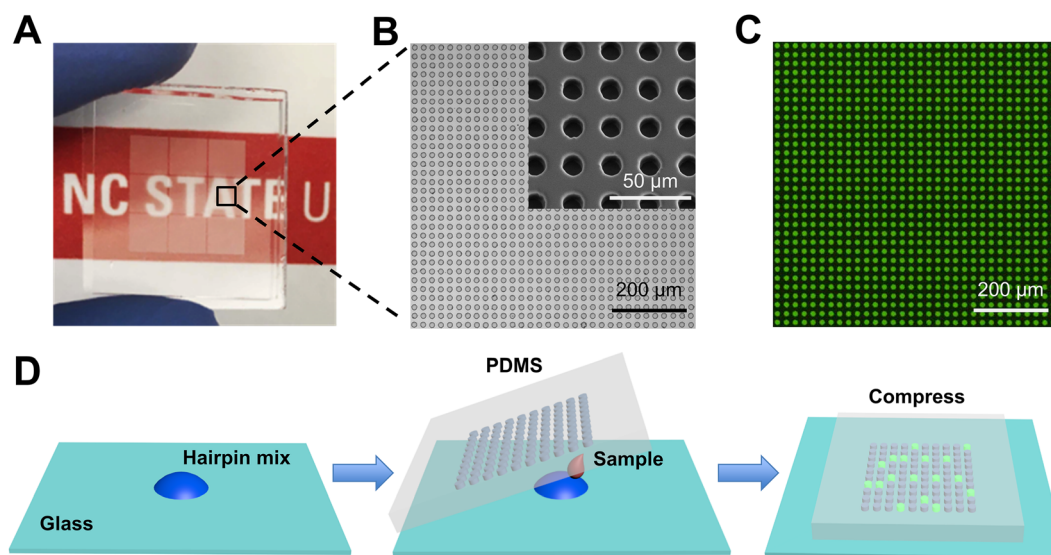 A
B
C
NC STATE U
50 µm
200 µm
200 µm
D
PDMS
Hairpin mix
Sample
Compress
Glass